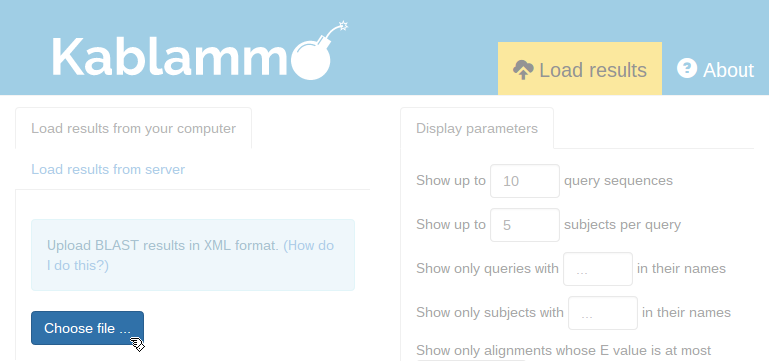 Kablammo
Load results
? About
Load results from your computer
Load results from server
Upload BLAST results in XML format. (How do
I do this?)
Choose file ...
Display parameters
Show up to 10 query sequences
Show up to 5 subjects per query
Show only queries with ... in their names
Show only subjects with ... in their names
Show only alignments whose E value is at most